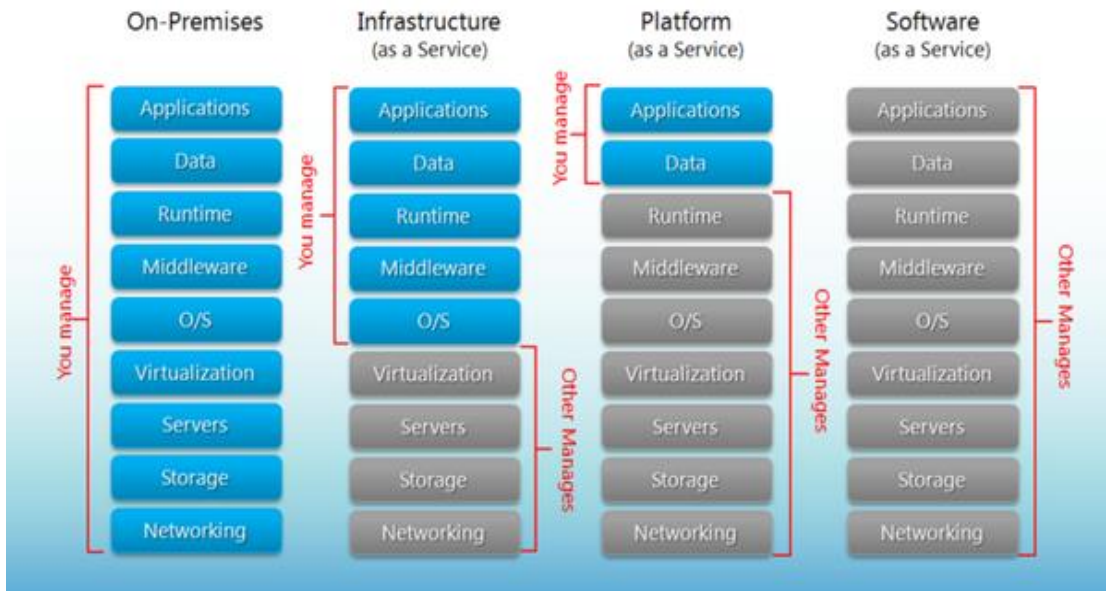 On-Premises
You manage
Applications
Data
Runtime
Middleware
O/S
Virtualization
Servers
Storage
Networking
Infrastructure
(as a Service)
You manage
Applications
Data
Runtime
Middleware
O/S
Virtualization
Servers
Storage
Networking
Other Manages
Platform
(as a Service)
You manage
Applications
Data
Runtime
Middleware
O/S
Virtualization
Servers
Storage
Networking
Other Manages
Software
(as a Service)
Applications
Data
Runtime
Middleware
O/S
Virtualization
Servers
Storage
Networking
Other Manages